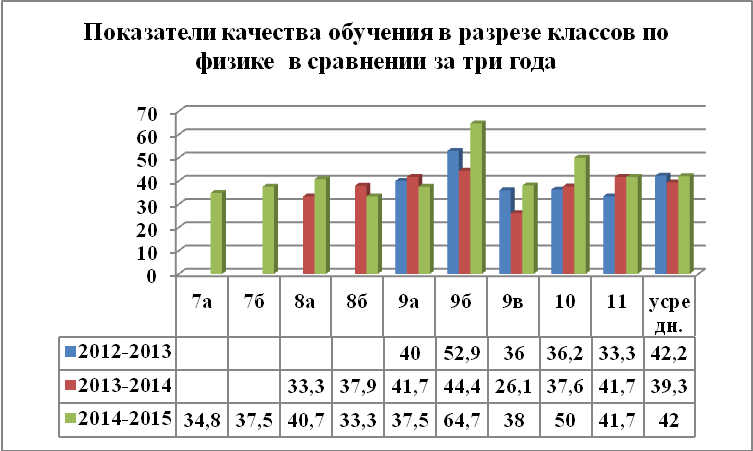 Показатели качества обучения в разрезе классов по
физике в сравнении за три года
70
60
50
40
30
20
10
0
7а 7б 8а 8б 9а 9б 9в 10 11 усре
дн.
2012-2013 40 52,9 36 36,2 33,3 42,2
2013-2014 33,3 37,9 41,7 44,4 26,1 37,6 41,7 39,3
2014-2015 34,8 37,5 40,7 33,3 37,5 64,7 38 50 41,7 42